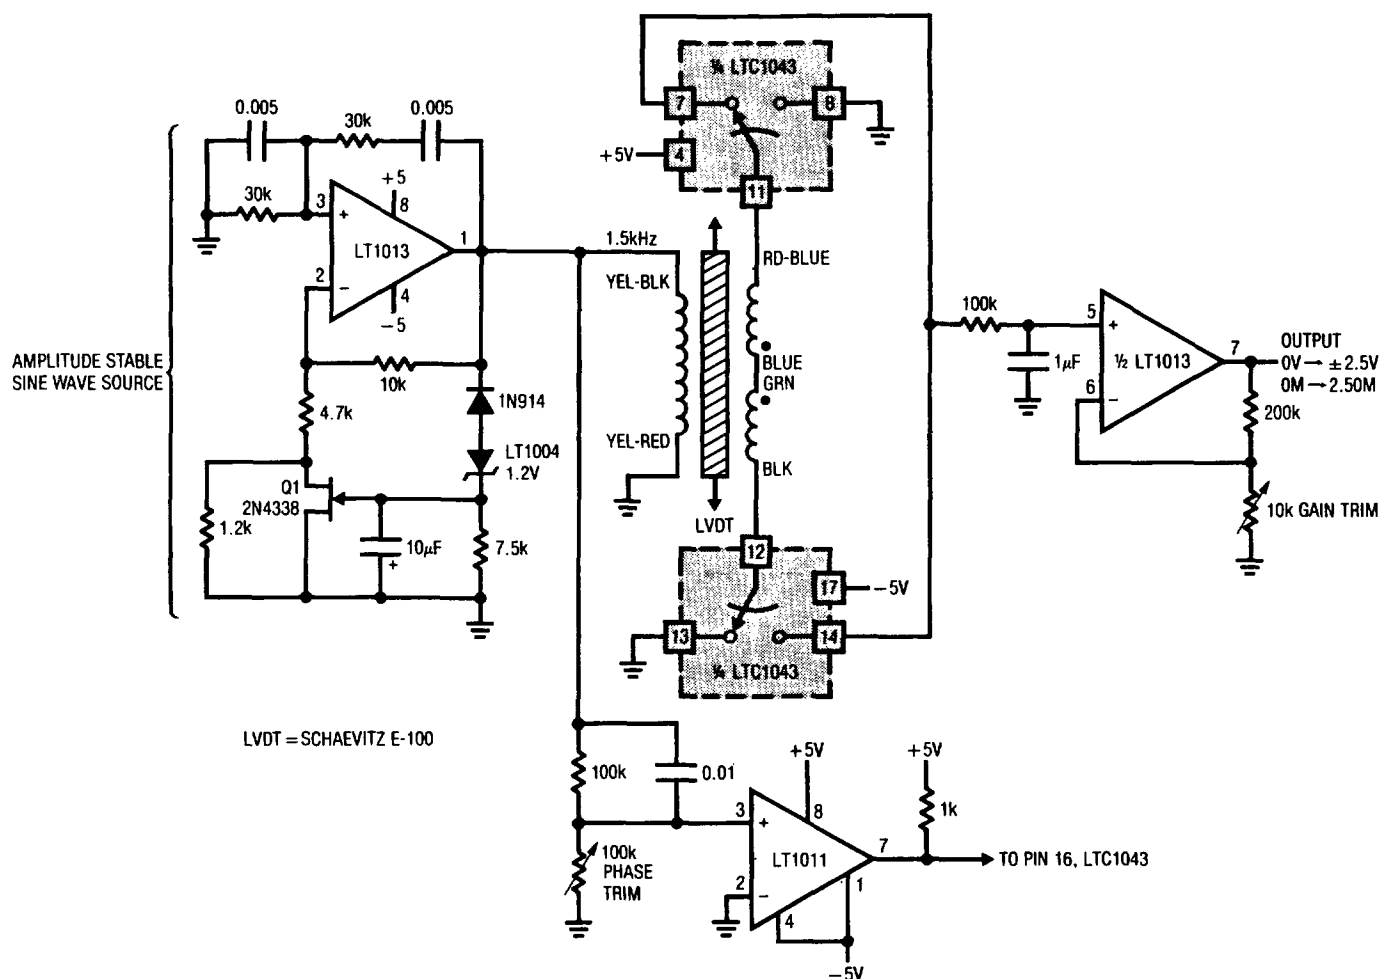 ¼ LTC1043
7
8
+5V
4
11
0.005
30k
0.005
30k
+5
3
+
8
LT1013
1
2
−
4
−5
1.5kHz
YEL-BLK
RD-BLUE
BLUE
GRN
YEL-RED
BLK
LVDT
AMPLITUDE STABLE
SINE WAVE SOURCE
10k
1N914
4.7k
LT1004
1.2V
Q1
2N4338
1.2k
10µF
+
7.5k
12
17
−5V
13
14
¼ LTC1043
100k
5
+
1µF
½ LT1013
7
6
−
OUTPUT
0V → ±2.5V
0M → 2.50M
200k
10k GAIN TRIM
LVDT = SCHAEVITZ E-100
100k
0.01
100k
PHASE
TRIM
+5V
+5V
1k
3
+
8
LT1011
7
2
−
4
1
−5V
TO PIN 16, LTC1043